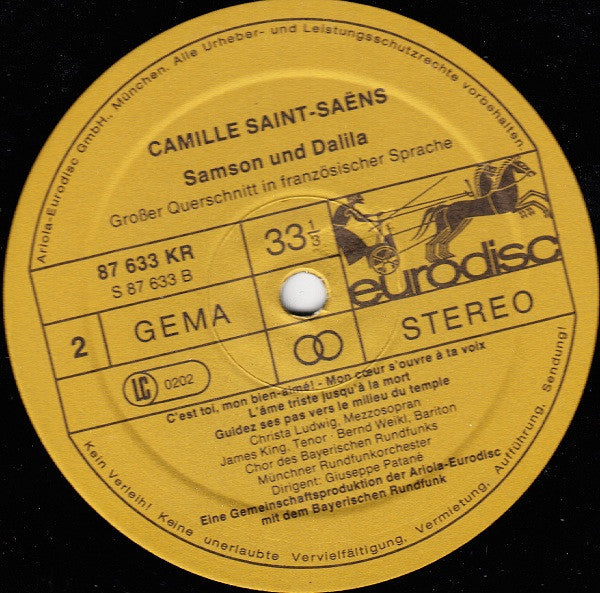 Ariola-Eurodisc GmbH., München. Alle Urheber- und Leistungsschutzrechte vorbehalten.
CAMILLE SAINT-SAËNS
Samson und Dalila
Großer Querschnitt in französischer Sprache
87 633 KR
S 87 633 B
33 1/3
eurodisc
2
GEMA
STEREO
LC 0202
C'est toi, mon bien-aimé! - Mon cœur s'ouvre à ta voix
L'âme triste jusqu'à la mort
Guidez ses pas vers le milieu du temple
Christa Ludwig, Mezzosopran
James King, Tenor · Bernd Weikl, Bariton
Chor des Bayerischen Rundfunks
Münchner Rundfunkorchester
Dirigent: Giuseppe Patané
Eine Gemeinschaftsproduktion der Ariola-Eurodisc
mit dem Bayerischen Rundfunk
Kein Verleih! Keine unerlaubte Vervielfältigung, Vermietung, Aufführung, Sendung!